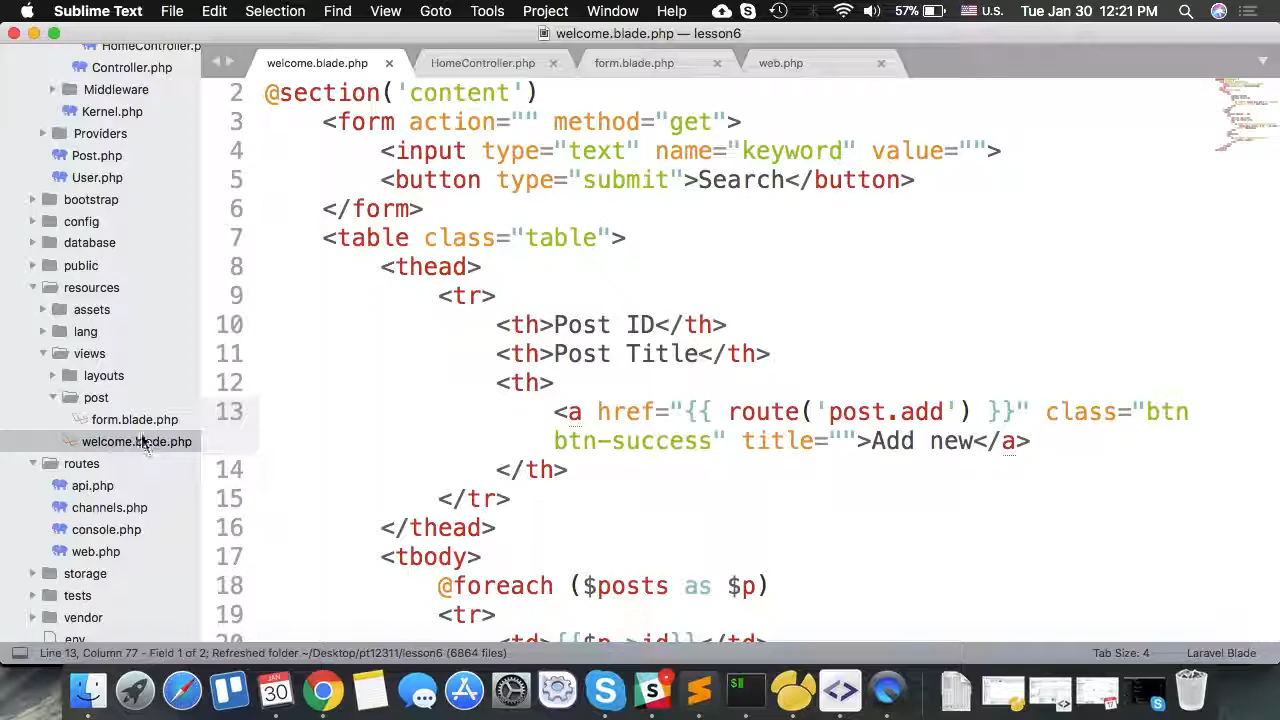 Sublime Text File Edit Selection Find View Goto Tools Project Window Help 57% U.S. Tue Jan 30 12:21 PM
welcome.blade.php — lesson6
HomeController.p
Controller.php
Middleware
Kernel.php
Providers
Post.php
User.php
bootstrap
config
database
public
resources
assets
lang
views
layouts
post
form.blade.php
welcome.blade.php
routes
api.php
channels.php
console.php
web.php
storage
tests
vendor
.env
welcome.blade.php HomeController.php form.blade.php web.php
2 @section('content')
3 <form action="" method="get">
4 <input type="text" name="keyword" value="">
5 <button type="submit">Search</button>
6 </form>
7 <table class="table">
8 <thead>
9 <tr>
10 <th>Post ID</th>
11 <th>Post Title</th>
12 <th>
13 <a href="{{ route('post.add') }}" class="btn
btn-success" title="">Add new</a>
14 </th>
15 </tr>
16 </thead>
17 <tbody>
18 @foreach ($posts as $p)
19 <tr>
20 <td>{{$p->id}}</td>
Line 13, Column 77 - Field 1 of 2; Refreshed folder ~/Desktop/pt12311/lesson6 (6864 files) Tab Size: 4 Laravel Blade
JAN
30